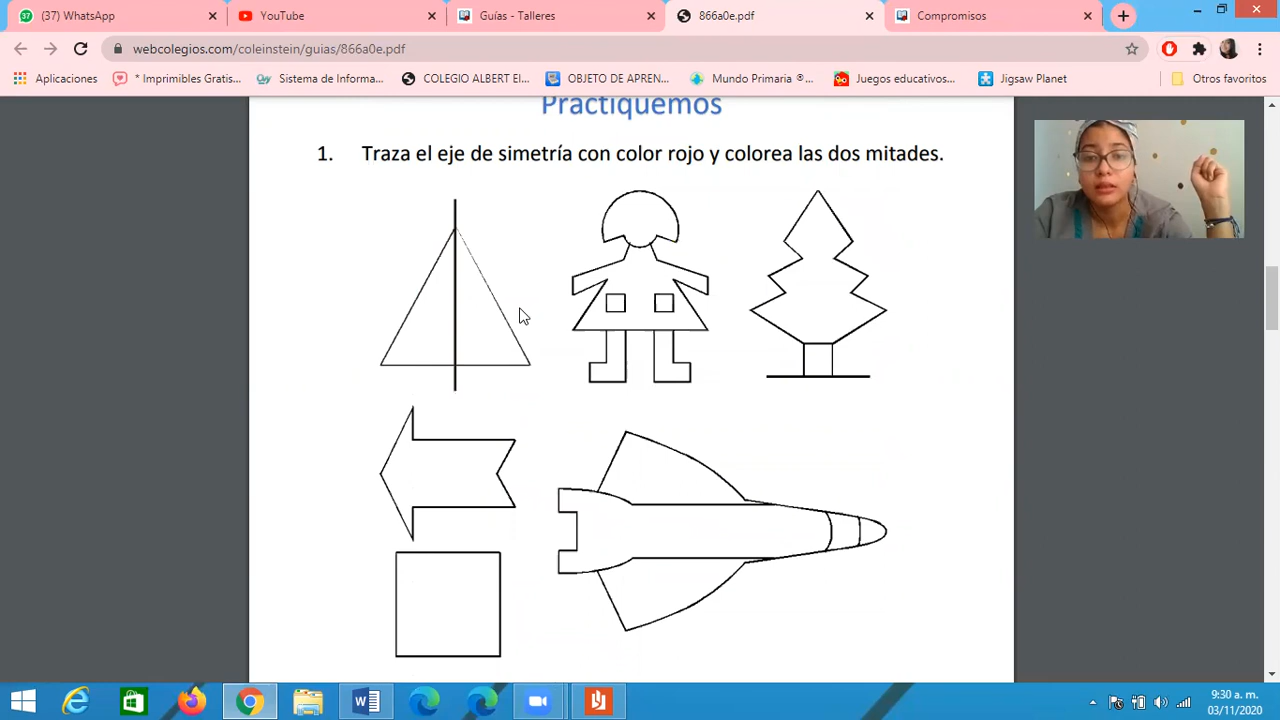 (37) WhatsApp
YouTube
Guías - Talleres
866a0e.pdf
Compromisos
webcolegios.com/coleinstein/guias/866a0e.pdf
Aplicaciones
* Imprimibles Gratis...
Sistema de Informa...
COLEGIO ALBERT EI...
OBJETO DE APREN...
Mundo Primaria ®...
Juegos educativos...
Jigsaw Planet
Otros favoritos
Practiquemos
1. Traza el eje de simetría con color rojo y colorea las dos mitades.
9:30 a. m.
03/11/2020